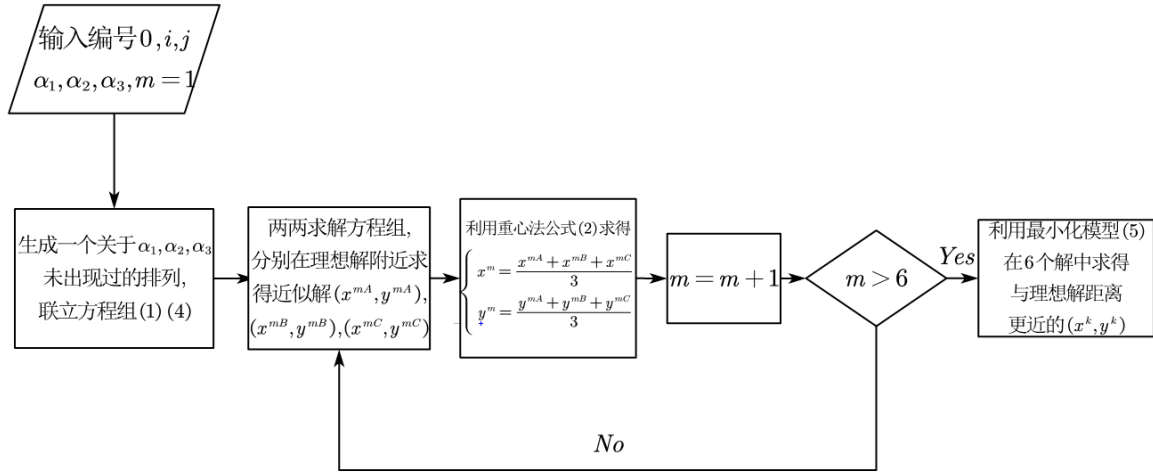 输入编号0,i,j
α₁,α₂,α₃,m=1
生成一个关于α₁,α₂,α₃
未出现过的排列,
联立方程组(1)(4)
两两求解方程组,
分别在理想解附近求
得近似解(x^{mA},y^{mA}),
(x^{mB},y^{mB}),(x^{mC},y^{mC})
利用重心法公式(2)求得
x^m=\frac{x^{mA}+x^{mB}+x^{mC}}{3}
y^m=\frac{y^{mA}+y^{mB}+y^{mC}}{3}
m=m+1
m>6
Yes
利用最小化模型(5)
在6个解中求得
与理想解距离
更近的(x^k,y^k)
No